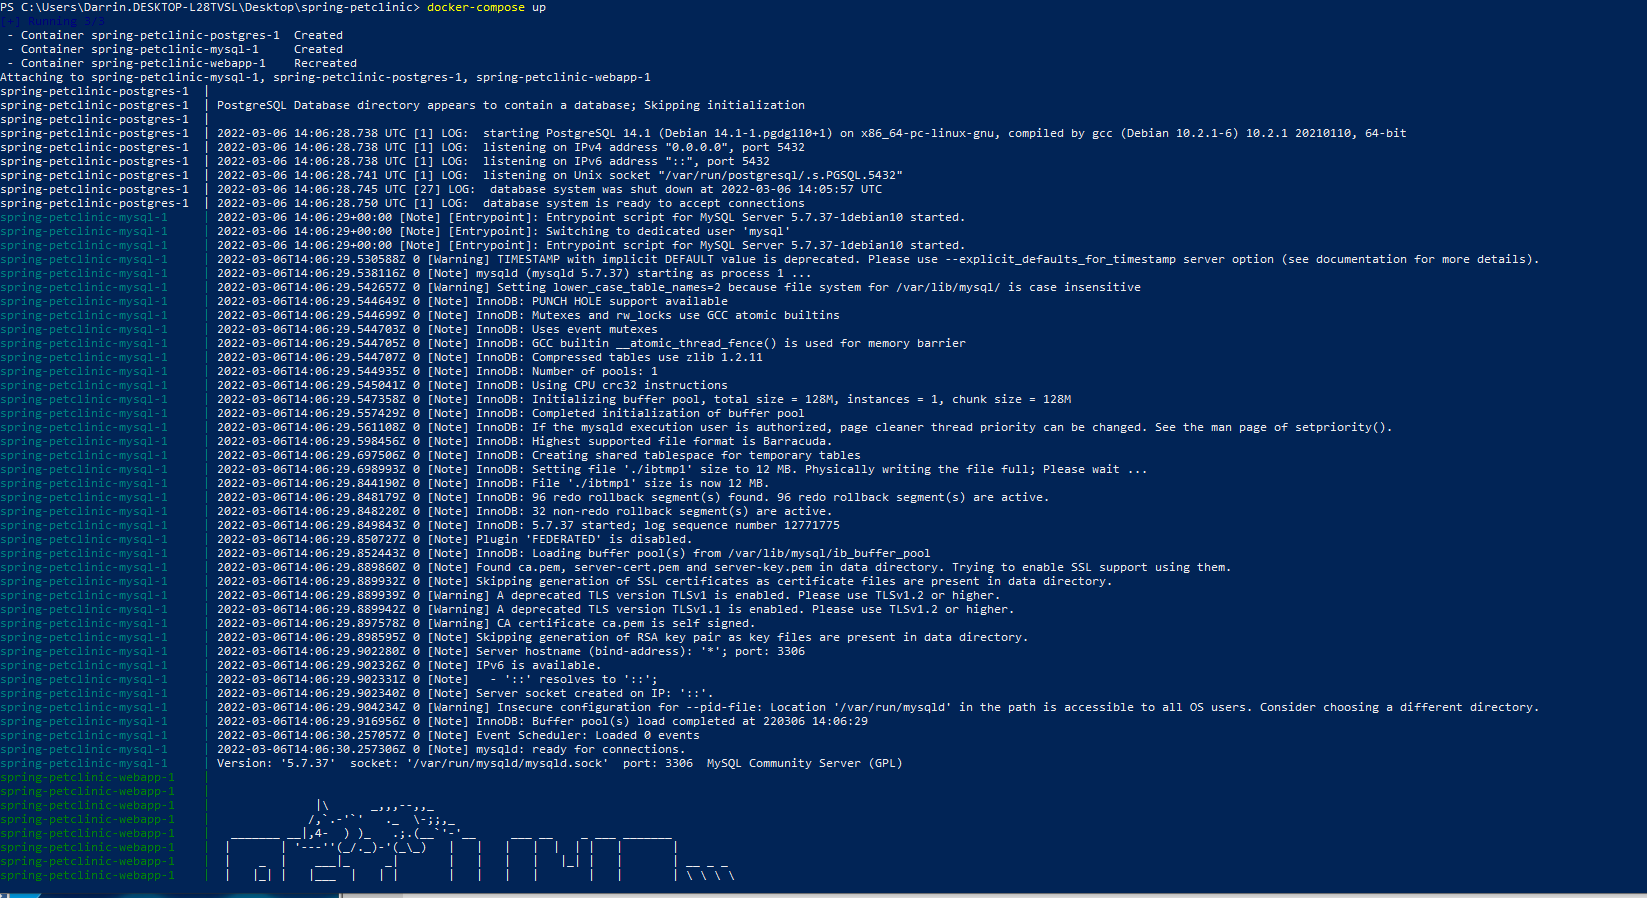 PS C:\Users\Darrin.DESKTOP-L28TVSL\Desktop\spring-petclinic> docker-compose up
[+] Running 3/3
 - Container spring-petclinic-postgres-1  Created
 - Container spring-petclinic-mysql-1     Created
 - Container spring-petclinic-webapp-1    Recreated
Attaching to spring-petclinic-mysql-1, spring-petclinic-postgres-1, spring-petclinic-webapp-1
spring-petclinic-postgres-1  |
spring-petclinic-postgres-1  | PostgreSQL Database directory appears to contain a database; Skipping initialization
spring-petclinic-postgres-1  |
spring-petclinic-postgres-1  | 2022-03-06 14:06:28.738 UTC [1] LOG:  starting PostgreSQL 14.1 (Debian 14.1-1.pgdg110+1) on x86_64-pc-linux-gnu, compiled by gcc (Debian 10.2.1-6) 10.2.1 20210110, 64-bit
spring-petclinic-postgres-1  | 2022-03-06 14:06:28.738 UTC [1] LOG:  listening on IPv4 address "0.0.0.0", port 5432
spring-petclinic-postgres-1  | 2022-03-06 14:06:28.738 UTC [1] LOG:  listening on IPv6 address "::", port 5432
spring-petclinic-postgres-1  | 2022-03-06 14:06:28.741 UTC [1] LOG:  listening on Unix socket "/var/run/postgresql/.s.PGSQL.5432"
spring-petclinic-postgres-1  | 2022-03-06 14:06:28.745 UTC [27] LOG:  database system was shut down at 2022-03-06 14:05:57 UTC
spring-petclinic-postgres-1  | 2022-03-06 14:06:28.750 UTC [1] LOG:  database system is ready to accept connections
spring-petclinic-mysql-1     | 2022-03-06 14:06:29+00:00 [Note] [Entrypoint]: Entrypoint script for MySQL Server 5.7.37-1debian10 started.
spring-petclinic-mysql-1     | 2022-03-06 14:06:29+00:00 [Note] [Entrypoint]: Switching to dedicated user 'mysql'
spring-petclinic-mysql-1     | 2022-03-06 14:06:29+00:00 [Note] [Entrypoint]: Entrypoint script for MySQL Server 5.7.37-1debian10 started.
spring-petclinic-mysql-1     | 2022-03-06T14:06:29.530588Z 0 [Warning] TIMESTAMP with implicit DEFAULT value is deprecated. Please use --explicit_defaults_for_timestamp server option (see documentation for more details).
spring-petclinic-mysql-1     | 2022-03-06T14:06:29.538116Z 0 [Note] mysqld (mysqld 5.7.37) starting as process 1 ...
spring-petclinic-mysql-1     | 2022-03-06T14:06:29.542657Z 0 [Warning] Setting lower_case_table_names=2 because file system for /var/lib/mysql/ is case insensitive
spring-petclinic-mysql-1     | 2022-03-06T14:06:29.544649Z 0 [Note] InnoDB: PUNCH HOLE support available
spring-petclinic-mysql-1     | 2022-03-06T14:06:29.544699Z 0 [Note] InnoDB: Mutexes and rw_locks use GCC atomic builtins
spring-petclinic-mysql-1     | 2022-03-06T14:06:29.544703Z 0 [Note] InnoDB: Uses event mutexes
spring-petclinic-mysql-1     | 2022-03-06T14:06:29.544705Z 0 [Note] InnoDB: GCC builtin __atomic_thread_fence() is used for memory barrier
spring-petclinic-mysql-1     | 2022-03-06T14:06:29.544707Z 0 [Note] InnoDB: Compressed tables use zlib 1.2.11
spring-petclinic-mysql-1     | 2022-03-06T14:06:29.544935Z 0 [Note] InnoDB: Number of pools: 1
spring-petclinic-mysql-1     | 2022-03-06T14:06:29.545041Z 0 [Note] InnoDB: Using CPU crc32 instructions
spring-petclinic-mysql-1     | 2022-03-06T14:06:29.547358Z 0 [Note] InnoDB: Initializing buffer pool, total size = 128M, instances = 1, chunk size = 128M
spring-petclinic-mysql-1     | 2022-03-06T14:06:29.557429Z 0 [Note] InnoDB: Completed initialization of buffer pool
spring-petclinic-mysql-1     | 2022-03-06T14:06:29.561108Z 0 [Note] InnoDB: If the mysqld execution user is authorized, page cleaner thread priority can be changed. See the man page of setpriority().
spring-petclinic-mysql-1     | 2022-03-06T14:06:29.598456Z 0 [Note] InnoDB: Highest supported file format is Barracuda.
spring-petclinic-mysql-1     | 2022-03-06T14:06:29.697506Z 0 [Note] InnoDB: Creating shared tablespace for temporary tables
spring-petclinic-mysql-1     | 2022-03-06T14:06:29.698993Z 0 [Note] InnoDB: Setting file './ibtmp1' size to 12 MB. Physically writing the file full; Please wait ...
spring-petclinic-mysql-1     | 2022-03-06T14:06:29.844190Z 0 [Note] InnoDB: File './ibtmp1' size is now 12 MB.
spring-petclinic-mysql-1     | 2022-03-06T14:06:29.848179Z 0 [Note] InnoDB: 96 redo rollback segment(s) found. 96 redo rollback segment(s) are active.
spring-petclinic-mysql-1     | 2022-03-06T14:06:29.848220Z 0 [Note] InnoDB: 32 non-redo rollback segment(s) are active.
spring-petclinic-mysql-1     | 2022-03-06T14:06:29.849843Z 0 [Note] InnoDB: 5.7.37 started; log sequence number 12771775
spring-petclinic-mysql-1     | 2022-03-06T14:06:29.850727Z 0 [Note] Plugin 'FEDERATED' is disabled.
spring-petclinic-mysql-1     | 2022-03-06T14:06:29.852443Z 0 [Note] InnoDB: Loading buffer pool(s) from /var/lib/mysql/ib_buffer_pool
spring-petclinic-mysql-1     | 2022-03-06T14:06:29.889860Z 0 [Note] Found ca.pem, server-cert.pem and server-key.pem in data directory. Trying to enable SSL support using them.
spring-petclinic-mysql-1     | 2022-03-06T14:06:29.889932Z 0 [Note] Skipping generation of SSL certificates as certificate files are present in data directory.
spring-petclinic-mysql-1     | 2022-03-06T14:06:29.889939Z 0 [Warning] A deprecated TLS version TLSv1 is enabled. Please use TLSv1.2 or higher.
spring-petclinic-mysql-1     | 2022-03-06T14:06:29.889942Z 0 [Warning] A deprecated TLS version TLSv1.1 is enabled. Please use TLSv1.2 or higher.
spring-petclinic-mysql-1     | 2022-03-06T14:06:29.897578Z 0 [Warning] CA certificate ca.pem is self signed.
spring-petclinic-mysql-1     | 2022-03-06T14:06:29.898595Z 0 [Note] Skipping generation of RSA key pair as key files are present in data directory.
spring-petclinic-mysql-1     | 2022-03-06T14:06:29.902280Z 0 [Note] Server hostname (bind-address): '*'; port: 3306
spring-petclinic-mysql-1     | 2022-03-06T14:06:29.902326Z 0 [Note] IPv6 is available.
spring-petclinic-mysql-1     | 2022-03-06T14:06:29.902331Z 0 [Note]   - '::' resolves to '::';
spring-petclinic-mysql-1     | 2022-03-06T14:06:29.902340Z 0 [Note] Server socket created on IP: '::'.
spring-petclinic-mysql-1     | 2022-03-06T14:06:29.904234Z 0 [Warning] Insecure configuration for --pid-file: Location '/var/run/mysqld' in the path is accessible to all OS users. Consider choosing a different directory.
spring-petclinic-mysql-1     | 2022-03-06T14:06:29.916956Z 0 [Note] InnoDB: Buffer pool(s) load completed at 220306 14:06:29
spring-petclinic-mysql-1     | 2022-03-06T14:06:30.257057Z 0 [Note] Event Scheduler: Loaded 0 events
spring-petclinic-mysql-1     | 2022-03-06T14:06:30.257306Z 0 [Note] mysqld: ready for connections.
spring-petclinic-mysql-1     | Version: '5.7.37'  socket: '/var/run/mysqld/mysqld.sock'  port: 3306  MySQL Community Server (GPL)
spring-petclinic-webapp-1    |
spring-petclinic-webapp-1    |
spring-petclinic-webapp-1    |               |\      _,,,--,,_
spring-petclinic-webapp-1    |              /,`.-'`'   ._  \-;;,_
spring-petclinic-webapp-1    |   _______ __|,4-  ) )_   .;.(__`'-'__     ___ __    _ ___ _______
spring-petclinic-webapp-1    |  |       | '---''(_/._)-'(_\_)   |   |   |   |  | | |   |       |
spring-petclinic-webapp-1    |  |    _  |    ___|_     _|       |   |   |   |   |_| |   |       | __ _ _
spring-petclinic-webapp-1    |  |   |_| |   |___  |   | |       |   |   |   |       |   |       | \ \ \ \